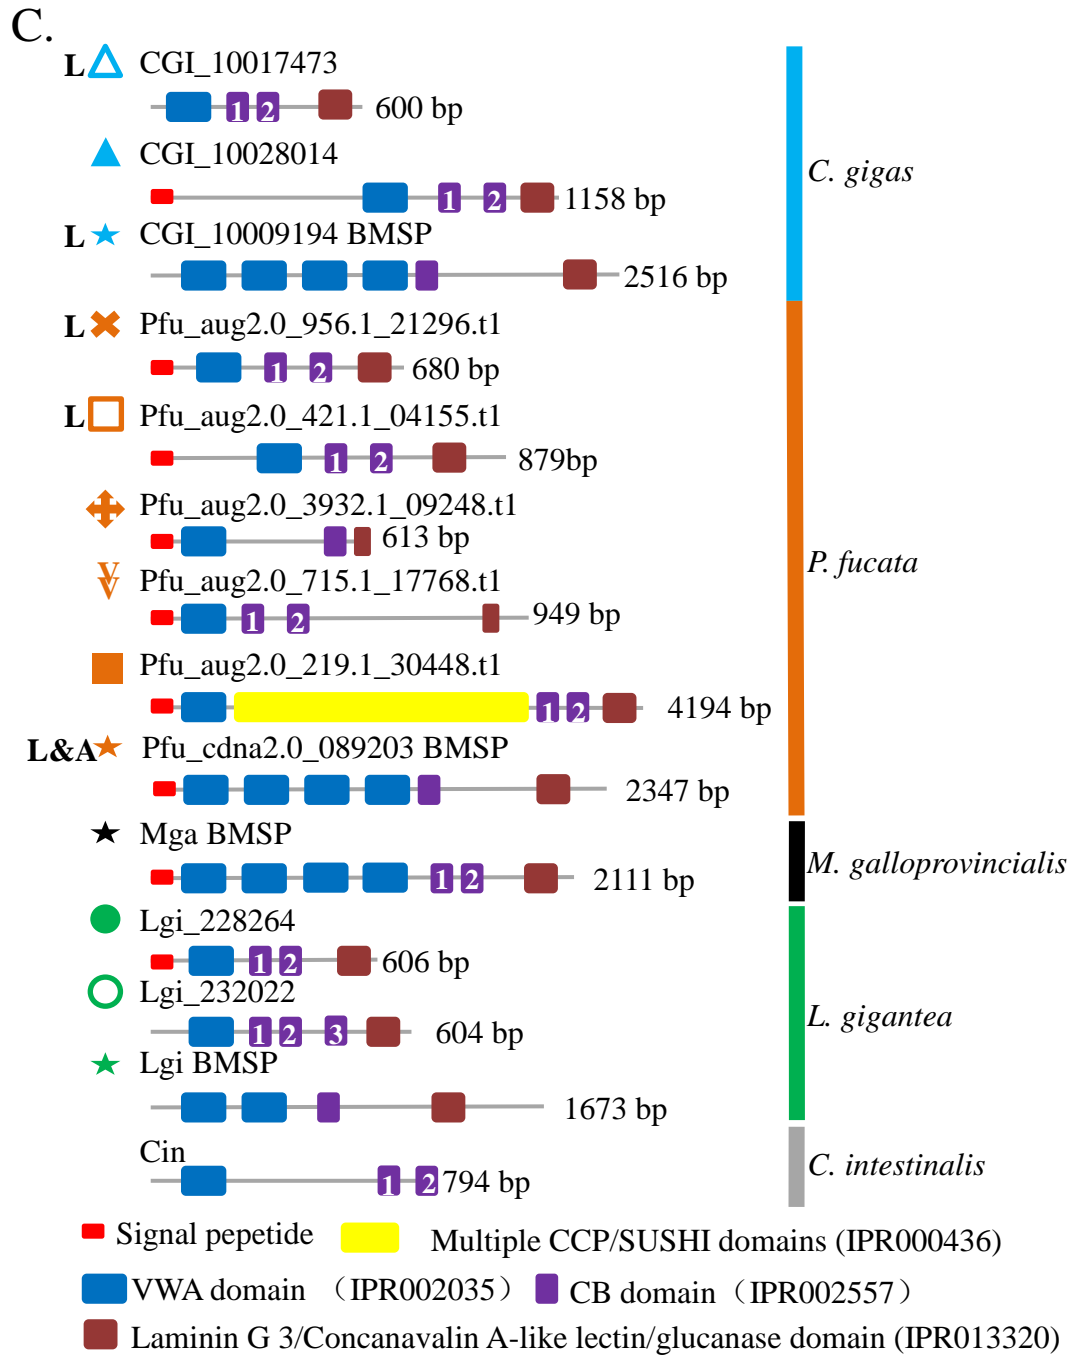 C.
L CGI_10017473
1 2 600 bp
CGI_10028014
1 2 1158 bp
C. gigas
L CGI_10009194 BMSP
2516 bp
L Pfu_aug2.0_956.1_21296.t1
1 2 680 bp
L Pfu_aug2.0_421.1_04155.t1
1 2 879bp
Pfu_aug2.0_3932.1_09248.t1
613 bp
P. fucata
V V Pfu_aug2.0_715.1_17768.t1
1 2 949 bp
Pfu_aug2.0_219.1_30448.t1
1 2 4194 bp
L&A Pfu_cdna2.0_089203 BMSP
2347 bp
Mga BMSP
1 2 2111 bp
M. galloprovincialis
Lgi_228264
1 2 606 bp
Lgi_232022
1 2 3 604 bp
L. gigantea
Lgi BMSP
1673 bp
Cin
1 2 794 bp
C. intestinalis
Signal pepetide Multiple CCP/SUSHI domains (IPR000436)
VWA domain （IPR002035） CB domain（IPR002557）
Laminin G 3/Concanavalin A-like lectin/glucanase domain (IPR013320)